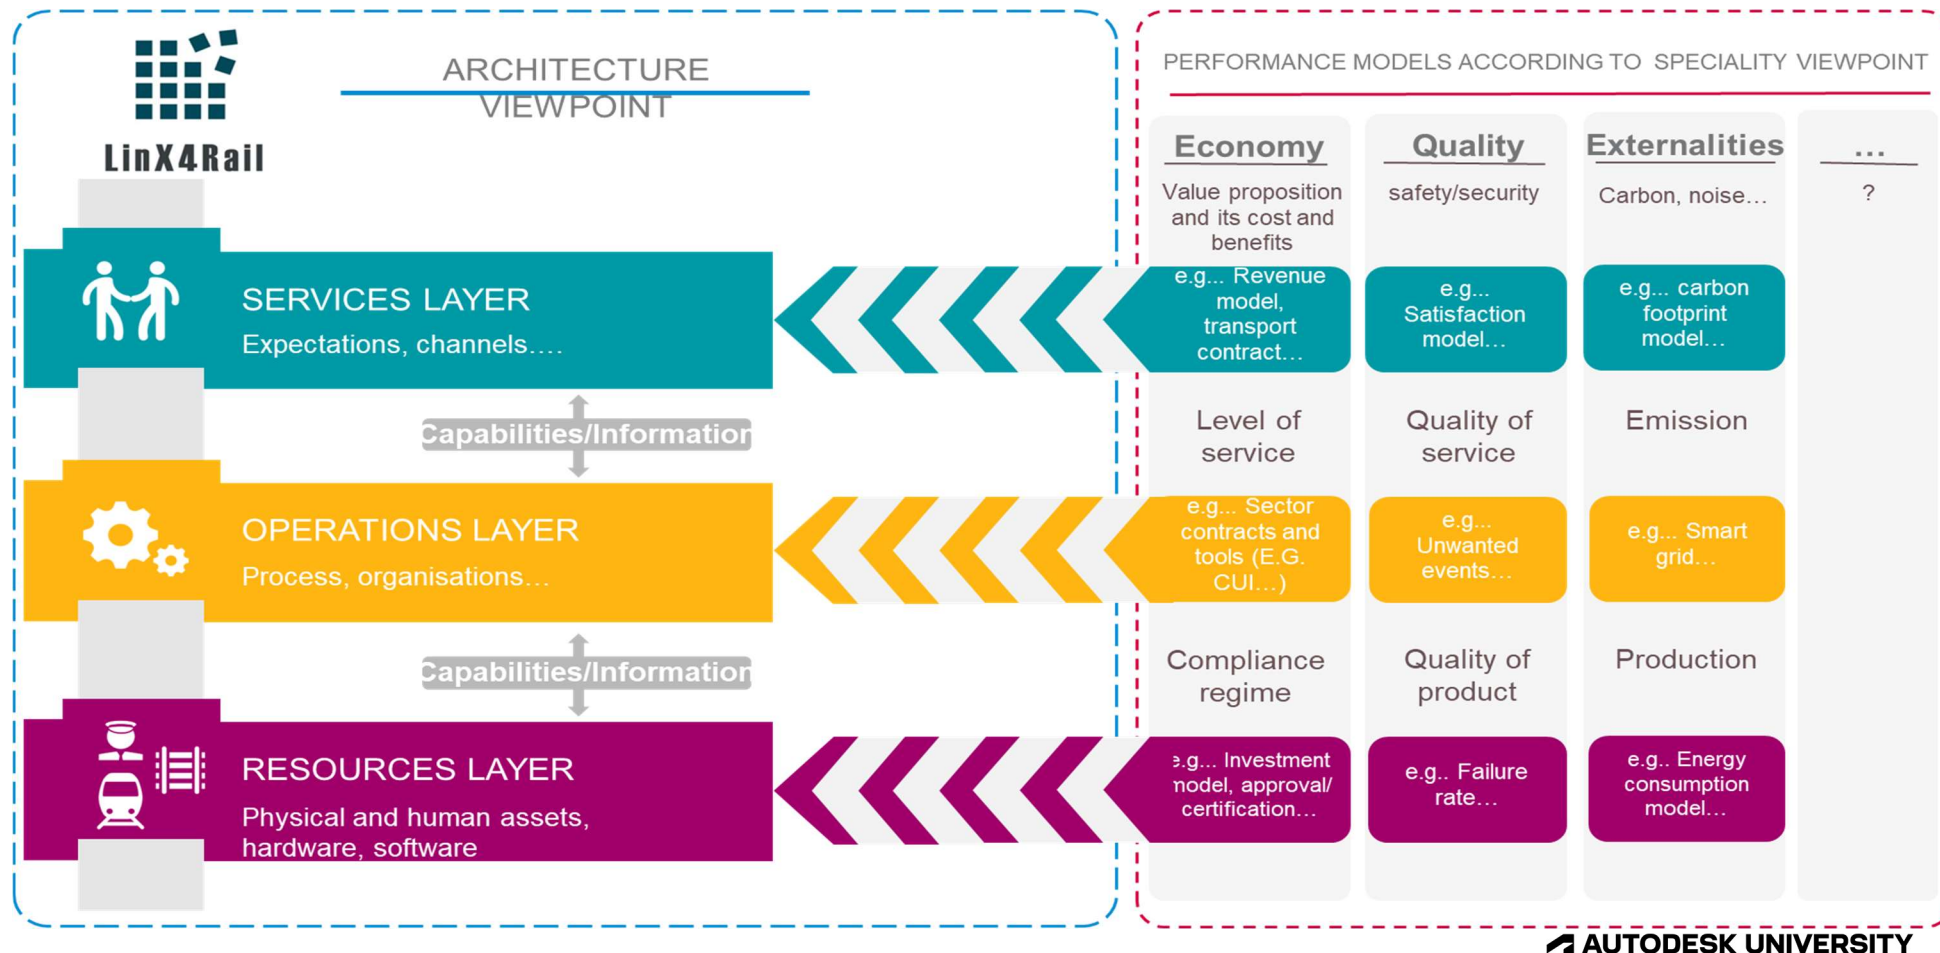 LinX4Rail
ARCHITECTURE
VIEWPOINT
SERVICES LAYER
Expectations, channels….
Capabilities/Information
OPERATIONS LAYER
Process, organisations…
Capabilities/Information
RESOURCES LAYER
Physical and human assets,
hardware, software
PERFORMANCE MODELS ACCORDING TO SPECIALITY VIEWPOINT
Economy
Value proposition
and its cost and
benefits
e.g... Revenue
model,
transport
contract…
Level of
service
e.g... Sector
contracts and
tools (E.G.
CUI…)
Compliance
regime
e.g... Investment
model, approval/
certification…
Quality
safety/security
e.g...
Satisfaction
model…
Quality of
service
e.g...
Unwanted
events…
Quality of
product
e.g.. Failure
rate…
Externalities
Carbon, noise…
e.g... carbon
footprint
model…
Emission
e.g... Smart
grid…
Production
e.g.. Energy
consumption
model…
…
?
AUTODESK UNIVERSITY